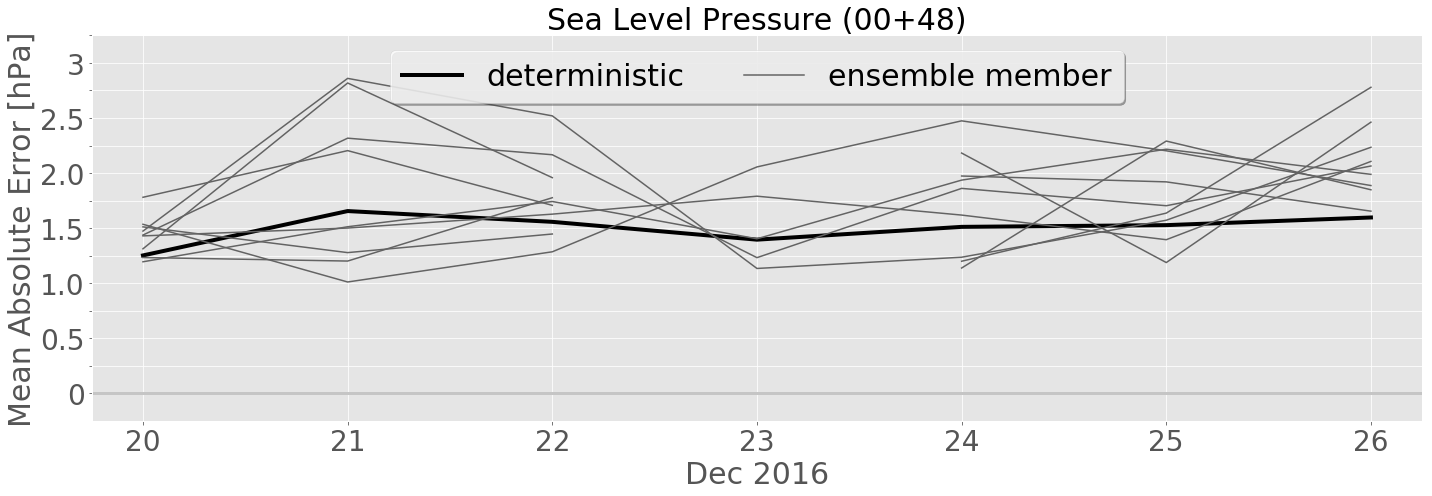 Sea Level Pressure (00+48)
deterministic ensemble member
Mean Absolute Error [hPa]
3
2.5
2.0
1.5
1.0
0.5
0
20 21 22 23 24 25 26
Dec 2016